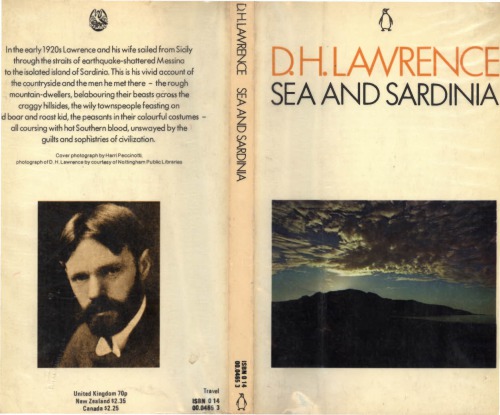 In the early 1920s Lawrence and his wife sailed from Sicily
through the straits of earthquake-shattered Messina
to the isolated island of Sardinia. This is his vivid account of
the countryside and the men he met there – the rough
mountain-dwellers, belabouring their beasts across the
craggy hillsides, the wily townspeople feasting on
d boar and roast kid, the peasants in their colourful costumes –
all coursing with hot Southern blood, unswayed by the
guilts and sophistries of civilization.
Cover photograph by Harri Peccinotti
photograph of D. H. Lawrence by courtesy of Nottingham Public Libraries
United Kingdom 70p
New Zealand $2.35
Canada $2.25
Travel
ISBN 0 14
00.0465 3
D.H. LAWRENCE SEA AND SARDINIA
ISBN 0 14
00.0465 3
D.H. LAWRENCE
SEA AND SARDINIA